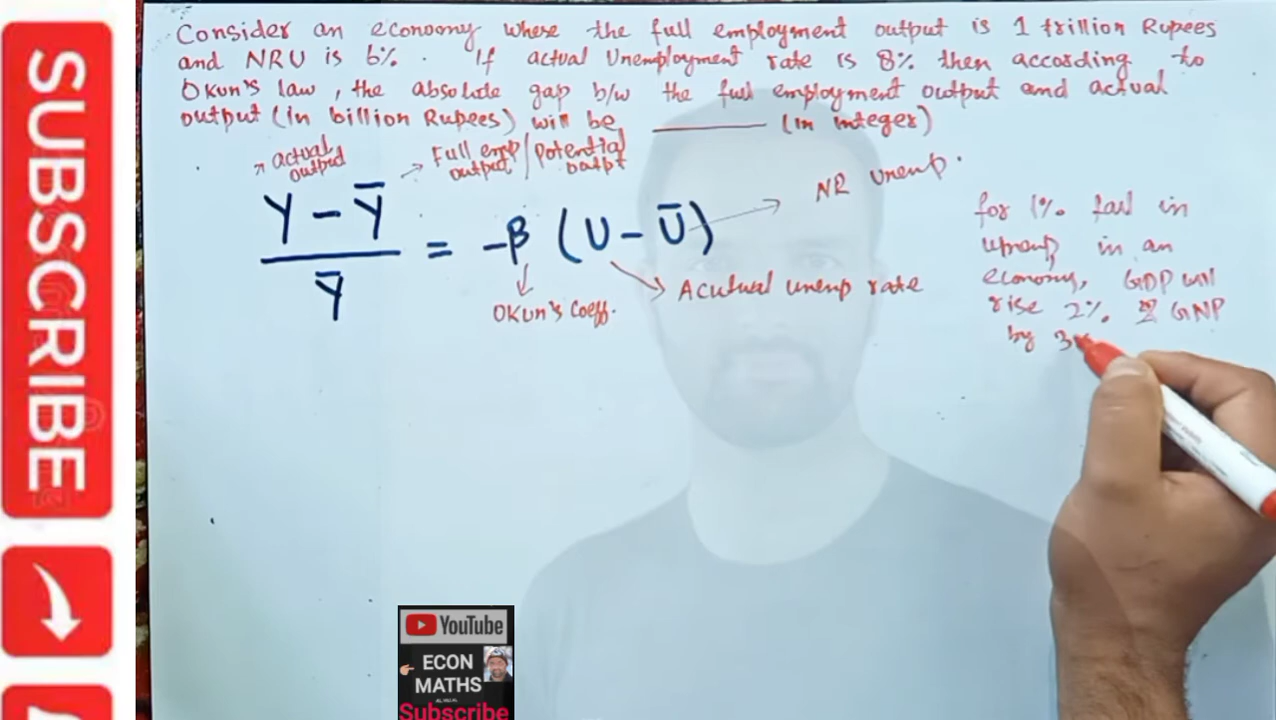 SUBSCRIBE
Consider an economy where the full employment output is 1 trillion Rupees
and NRU is 6%. If actual Unemployment rate is 8% then according to
Okun's law, the absolute gap b/w the full employment output and actual
output (in billion Rupees) will be ______ (in integer)
actual output
Full emp output / Potential
Y - Ȳ
Ȳ
= -β (U - Ū)
NR Unemp.
Okun's Coeff.
Acutual unemp rate
for 1% fall in
in an
economy, GDP will
rise 2% & GNP
by 3
YouTube
ECON
MATHS
Subscribe